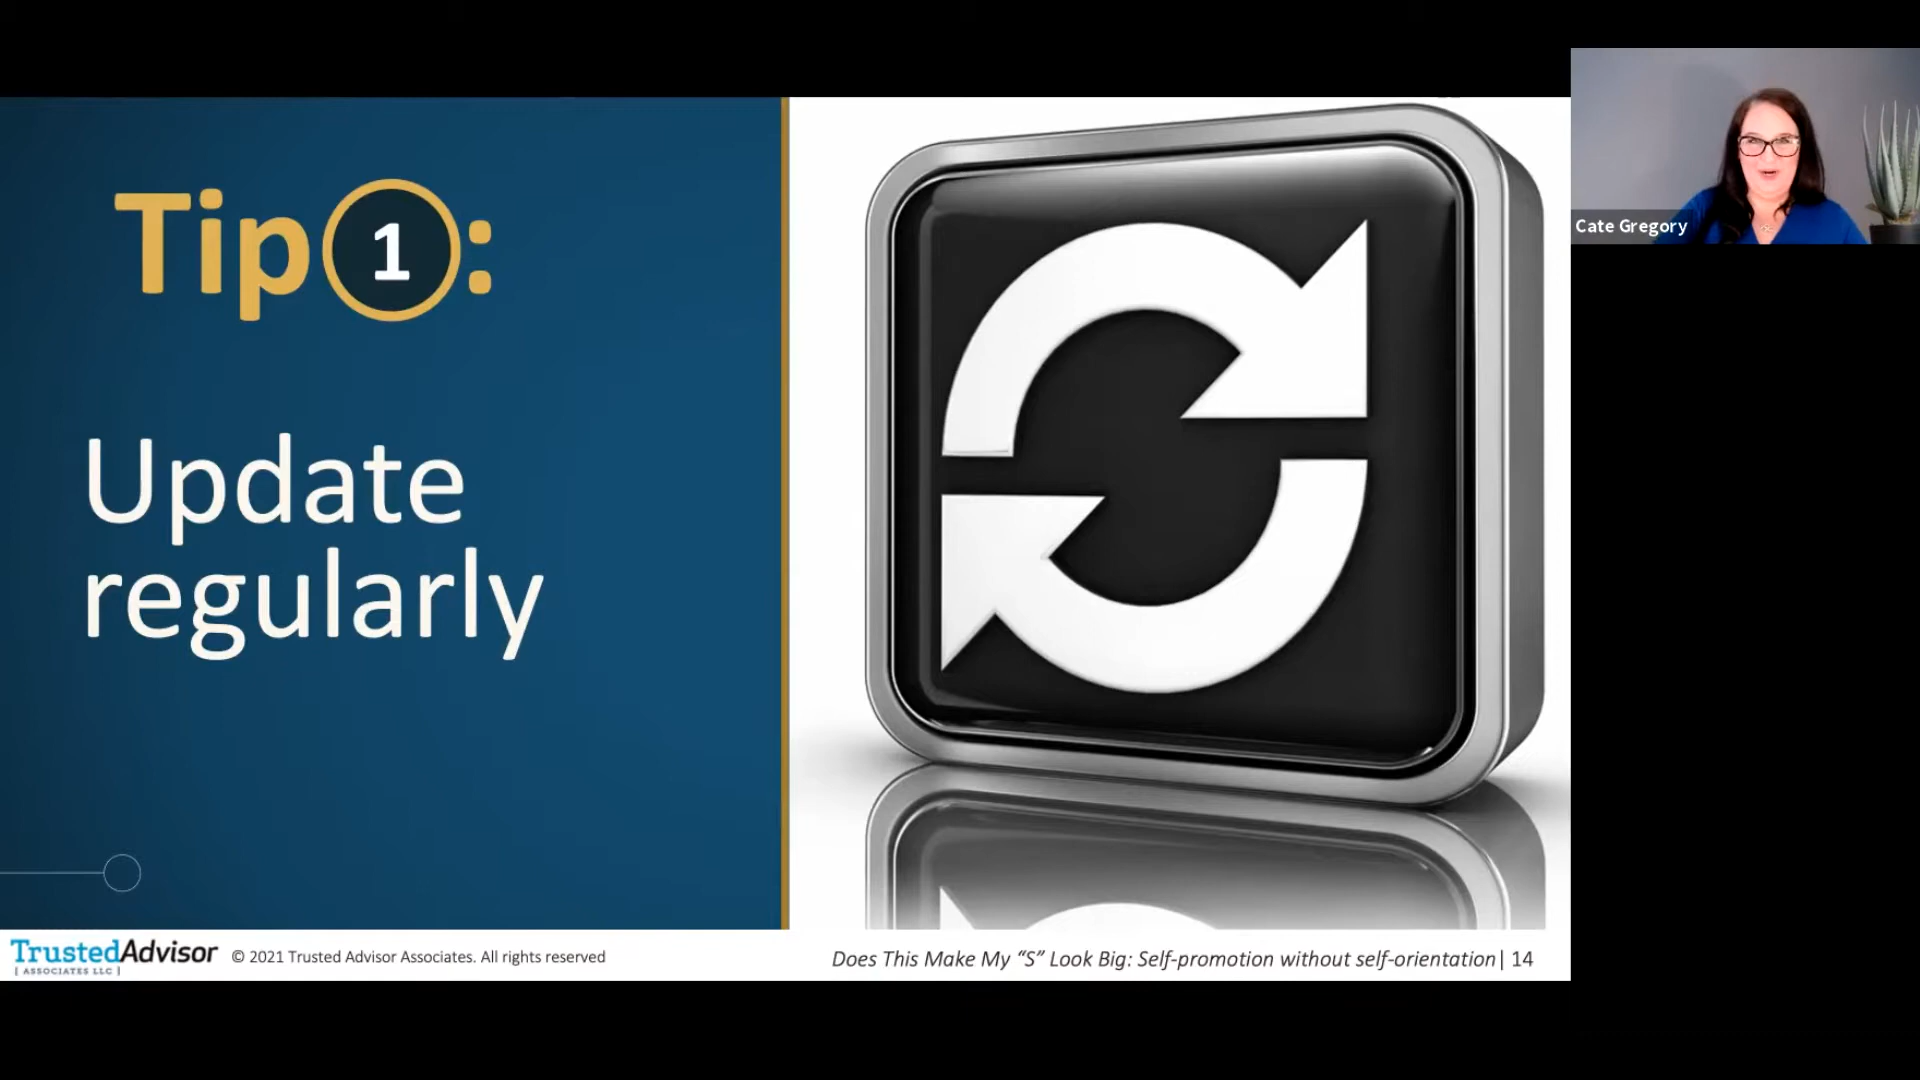 Tip 1:
Update
regularly
Cate Gregory
TrustedAdvisor
| ASSOCIATES LLC |
© 2021 Trusted Advisor Associates. All rights reserved
Does This Make My “S” Look Big: Self-promotion without self-orientation| 14